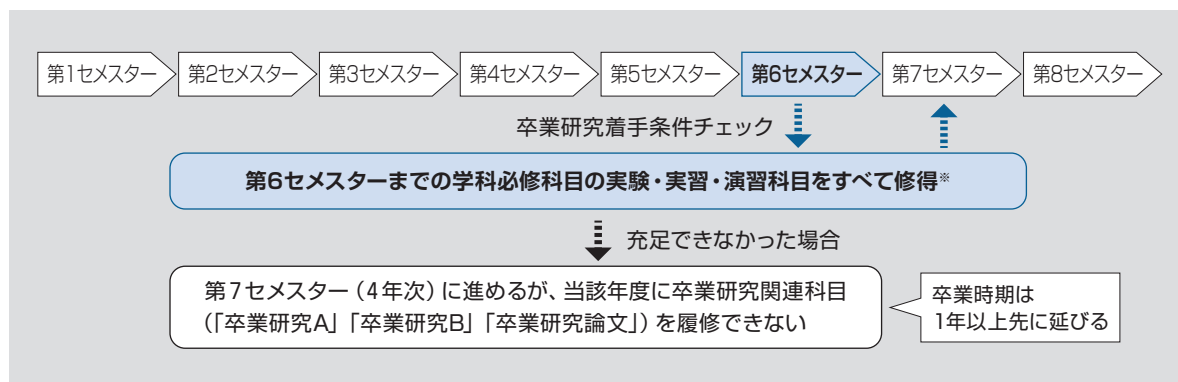 第1セメスター 第2セメスター 第3セメスター 第4セメスター 第5セメスター 第6セメスター 第7セメスター 第8セメスター
卒業研究着手条件チェック
第6セメスターまでの学科必修科目の実験・実習・演習科目をすべて修得※
充足できなかった場合
第7セメスター(4年次)に進めるが、当該年度に卒業研究関連科目
(「卒業研究A」「卒業研究B」「卒業研究論文」)を履修できない
卒業時期は
1年以上先に延びる